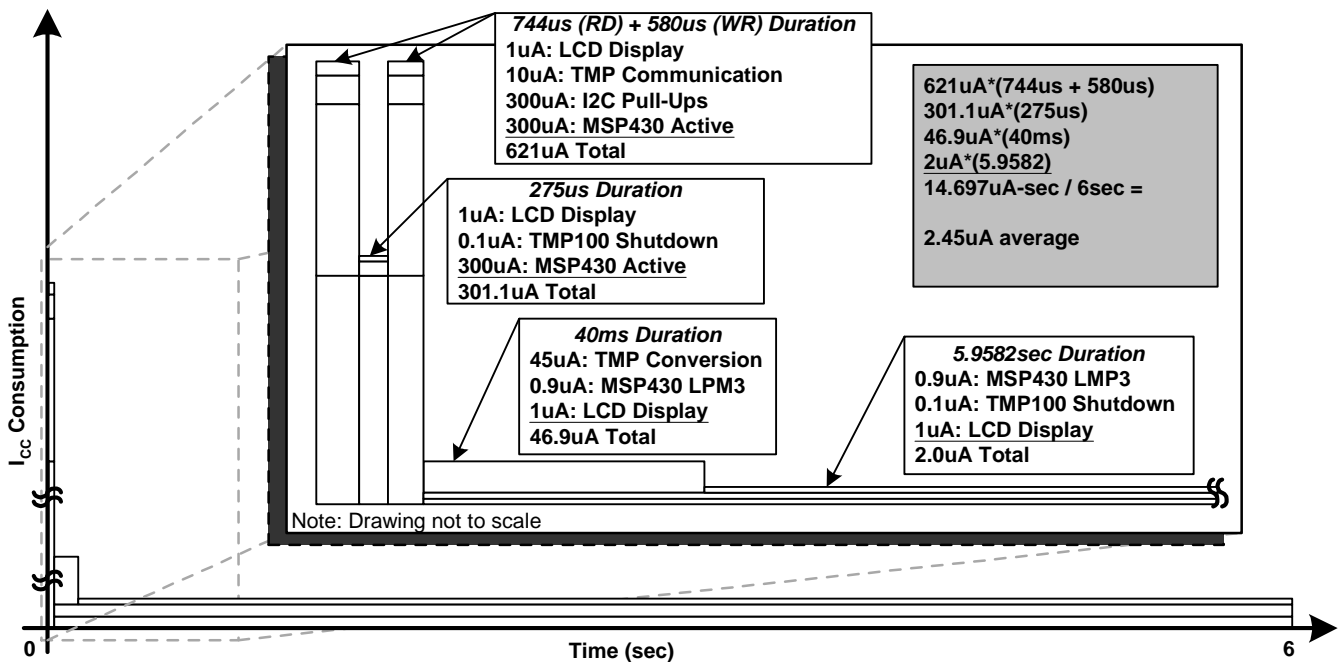 744us (RD) + 580us (WR) Duration
1uA: LCD Display
10uA: TMP Communication
300uA: I2C Pull-Ups
300uA: MSP430 Active
621uA Total
621uA*(744us + 580us)
301.1uA*(275us)
46.9uA*(40ms)
2uA*(5.9582)
14.697uA-sec / 6sec =
2.45uA average
275us Duration
1uA: LCD Display
0.1uA: TMP100 Shutdown
300uA: MSP430 Active
301.1uA Total
40ms Duration
45uA: TMP Conversion
0.9uA: MSP430 LPM3
1uA: LCD Display
46.9uA Total
5.9582sec Duration
0.9uA: MSP430 LMP3
0.1uA: TMP100 Shutdown
1uA: LCD Display
2.0uA Total
Note: Drawing not to scale
ICC Consumption
0
Time (sec)
6